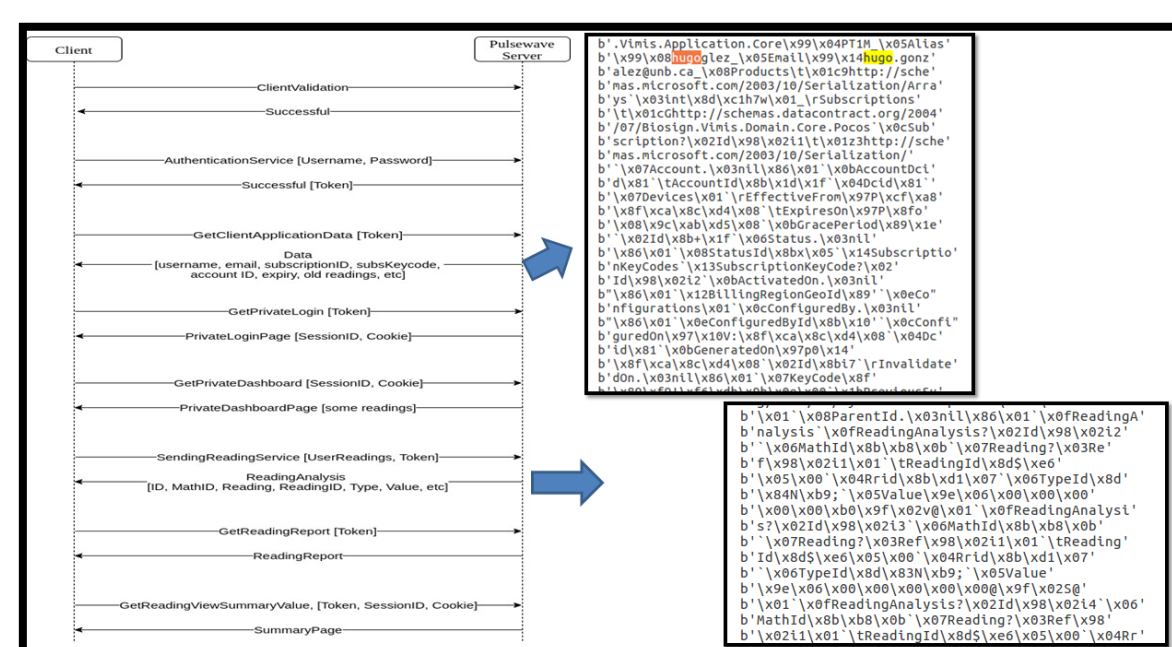 Client
Pulsewave
Server
ClientValidation
Successful
AuthenticationService [Username, Password]
Successful [Token]
GetClientApplicationData [Token]
Data
[username, email, subscriptionID, subsKeycode,
account ID, expiry, old readings, etc]
GetPrivateLogin [Token]
PrivateLoginPage [SessionID, Cookie]
GetPrivateDashboard [SessionID, Cookie]
PrivateDashboardPage [some readings]
SendingReadingService [UserReadings, Token]
ReadingAnalysis
[ID, MathID, Reading, ReadingID, Type, Value, etc]
GetReadingReport [Token]
ReadingReport
GetReadingViewSummaryValue, [Token, SessionID, Cookie]
SummaryPage
b'.Vimis.Application.Core\x99\x04PT1M_\x05Alias'
b'\x99\x08hugoglez_\x05Email\x99\x14hugo.gonz'
b'alez@unb.ca_\x08Products\t\x01c9http://sche'
b'mas.microsoft.com/2003/10/Serialization/Arra'
b'ys`\x03int\x8d\xc1h7w\x01_\rSubscriptions'
b'\t\x01cGhttp://schemas.datacontract.org/2004'
b'/07/Biosign.Vimis.Domain.Core.Pocos`\x0cSub'
b'scription?\x02Id\x98\x02i1\t\x01z3http://sche'
b'mas.microsoft.com/2003/10/Serialization/'
b'`\x07Account.\x03nil\x86\x01`\x0bAccountDci'
b'd\x81`\tAccountId\x8b\x1d\x1f`\x04Dcid\x81`'
b'\x07Devices\x01`\rEffectiveFrom\x97P\xcf\xa8'
b'\x8f\xca\x8c\xd4\x08`\tExpiresOn\x97P\x8fo'
b'\x08\x9c\xab\xd5\x08`\x0bGracePeriod\x89\x1e'
b'`\x02Id\x8b+\x1f`\x06Status.\x03nil'
b'\x86\x01`\x08StatusId\x8bx\x05`\x14Subscriptio'
b'nKeyCodes`\x13SubscriptionKeyCode?\x02'
b'Id\x98\x02i2`\x0bActivatedOn.\x03nil'
b"\x86\x01`\x12BillingRegionGeoId\x89'`\x0eCo"
b'nfigurations\x01`\x0cConfiguredBy.\x03nil'
b"\x86\x01`\x0eConfiguredById\x8b\x10'`\x0cConfi"
b'guredOn\x97\x10V:\x8f\xca\x8c\xd4\x08`\x04Dc'
b'id\x81`\x0bGeneratedOn\x97p0\x14'
b'\x8f\xca\x8c\xd4\x08`\x02Id\x8bi7`\rInvalidate'
b'dOn.\x03nil\x86\x01`\x07KeyCode\x8f'
b'\x01`\x08ParentId.\x03nil\x86\x01`\x0fReadingA'
b'nalysis`\x0fReadingAnalysis?\x02Id\x98\x02i2'
b'`\x06MathId\x8b\xb8\x0b`\x07Reading?\x03Re'
b'f\x98\x02i1\x01`\tReadingId\x8d$\xe6'
b'\x05\x00`\x04Rrid\x8b\xd1\x07`\x06TypeId\x8d'
b'\x84N\xb9;`\x05Value\x9e\x06\x00\x00\x00'
b'\x00\x00\xb0\x9f\x02v@\x01`\x0fReadingAnalysi'
b's?\x02Id\x98\x02i3`\x06MathId\x8b\xb8\x0b'
b'`\x07Reading?\x03Ref\x98\x02i1\x01`\tReading'
b'Id\x8d$\xe6\x05\x00`\x04Rrid\x8b\xd1\x07'
b'`\x06TypeId\x8d\x83N\xb9;`\x05Value'
b'\x9e\x06\x00\x00\x00\x00\x00@\x9f\x02S@'
b'\x01`\x0fReadingAnalysis?\x02Id\x98\x02i4`\x06'
b'MathId\x8b\xb8\x0b`\x07Reading?\x03Ref\x98'
b'\x02i1\x01`\tReadingId\x8d$\xe6\x05\x00`\x04Rr'